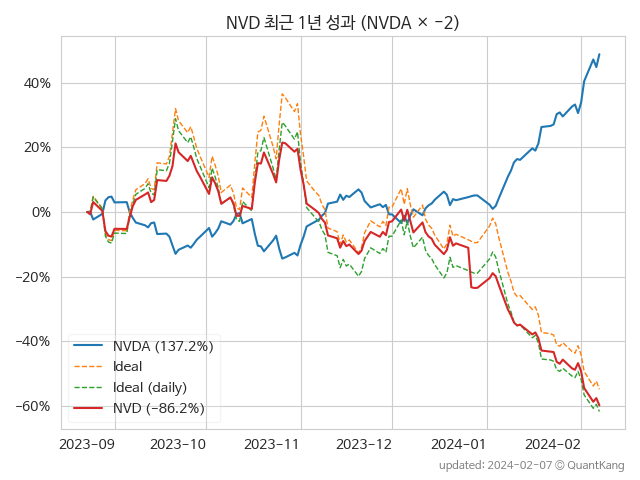 NVD 최근 1년 성과 (NVDA × −2)
40%
20%
0%
−20%
−40%
−60%
NVDA (137.2%)
Ideal
Ideal (daily)
NVD (−86.2%)
2023-09 2023-10 2023-11 2023-12 2024-01 2024-02
updated: 2024-02-07 © QuantKang